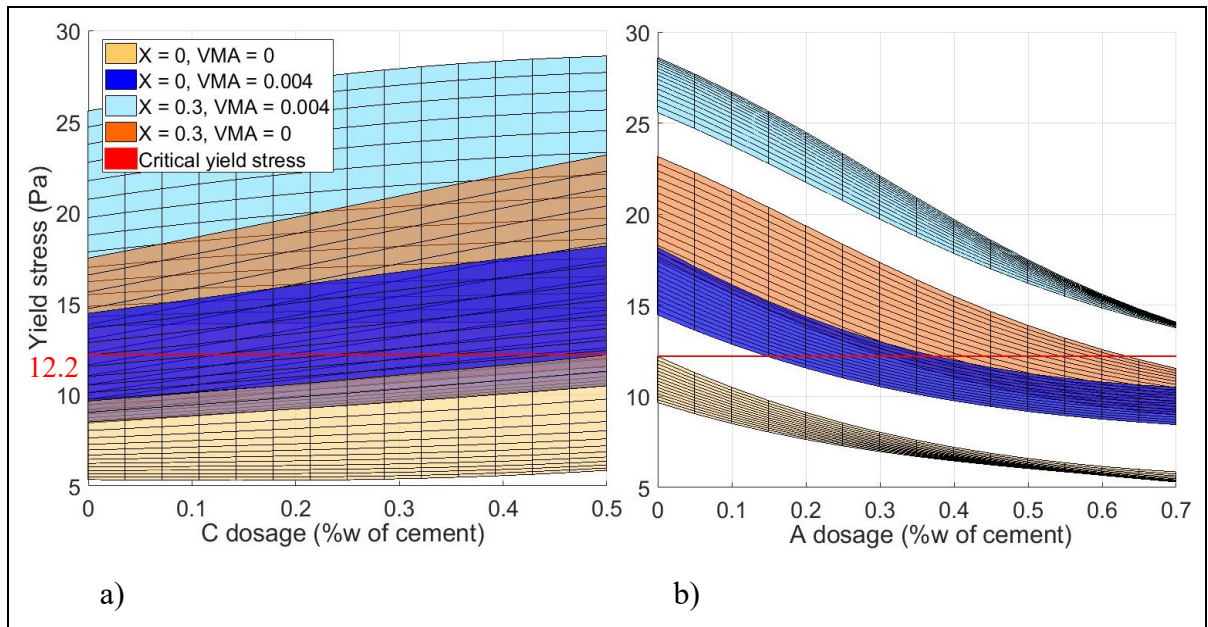 30
25
20
15
12.2
10
5
Yield stress (Pa)
X = 0, VMA = 0
X = 0, VMA = 0.004
X = 0.3, VMA = 0.004
X = 0.3, VMA = 0
Critical yield stress
0 0.1 0.2 0.3 0.4 0.5
C dosage (%w of cement)
a)
30
25
20
15
10
5
0 0.1 0.2 0.3 0.4 0.5 0.6 0.7
A dosage (%w of cement)
b)